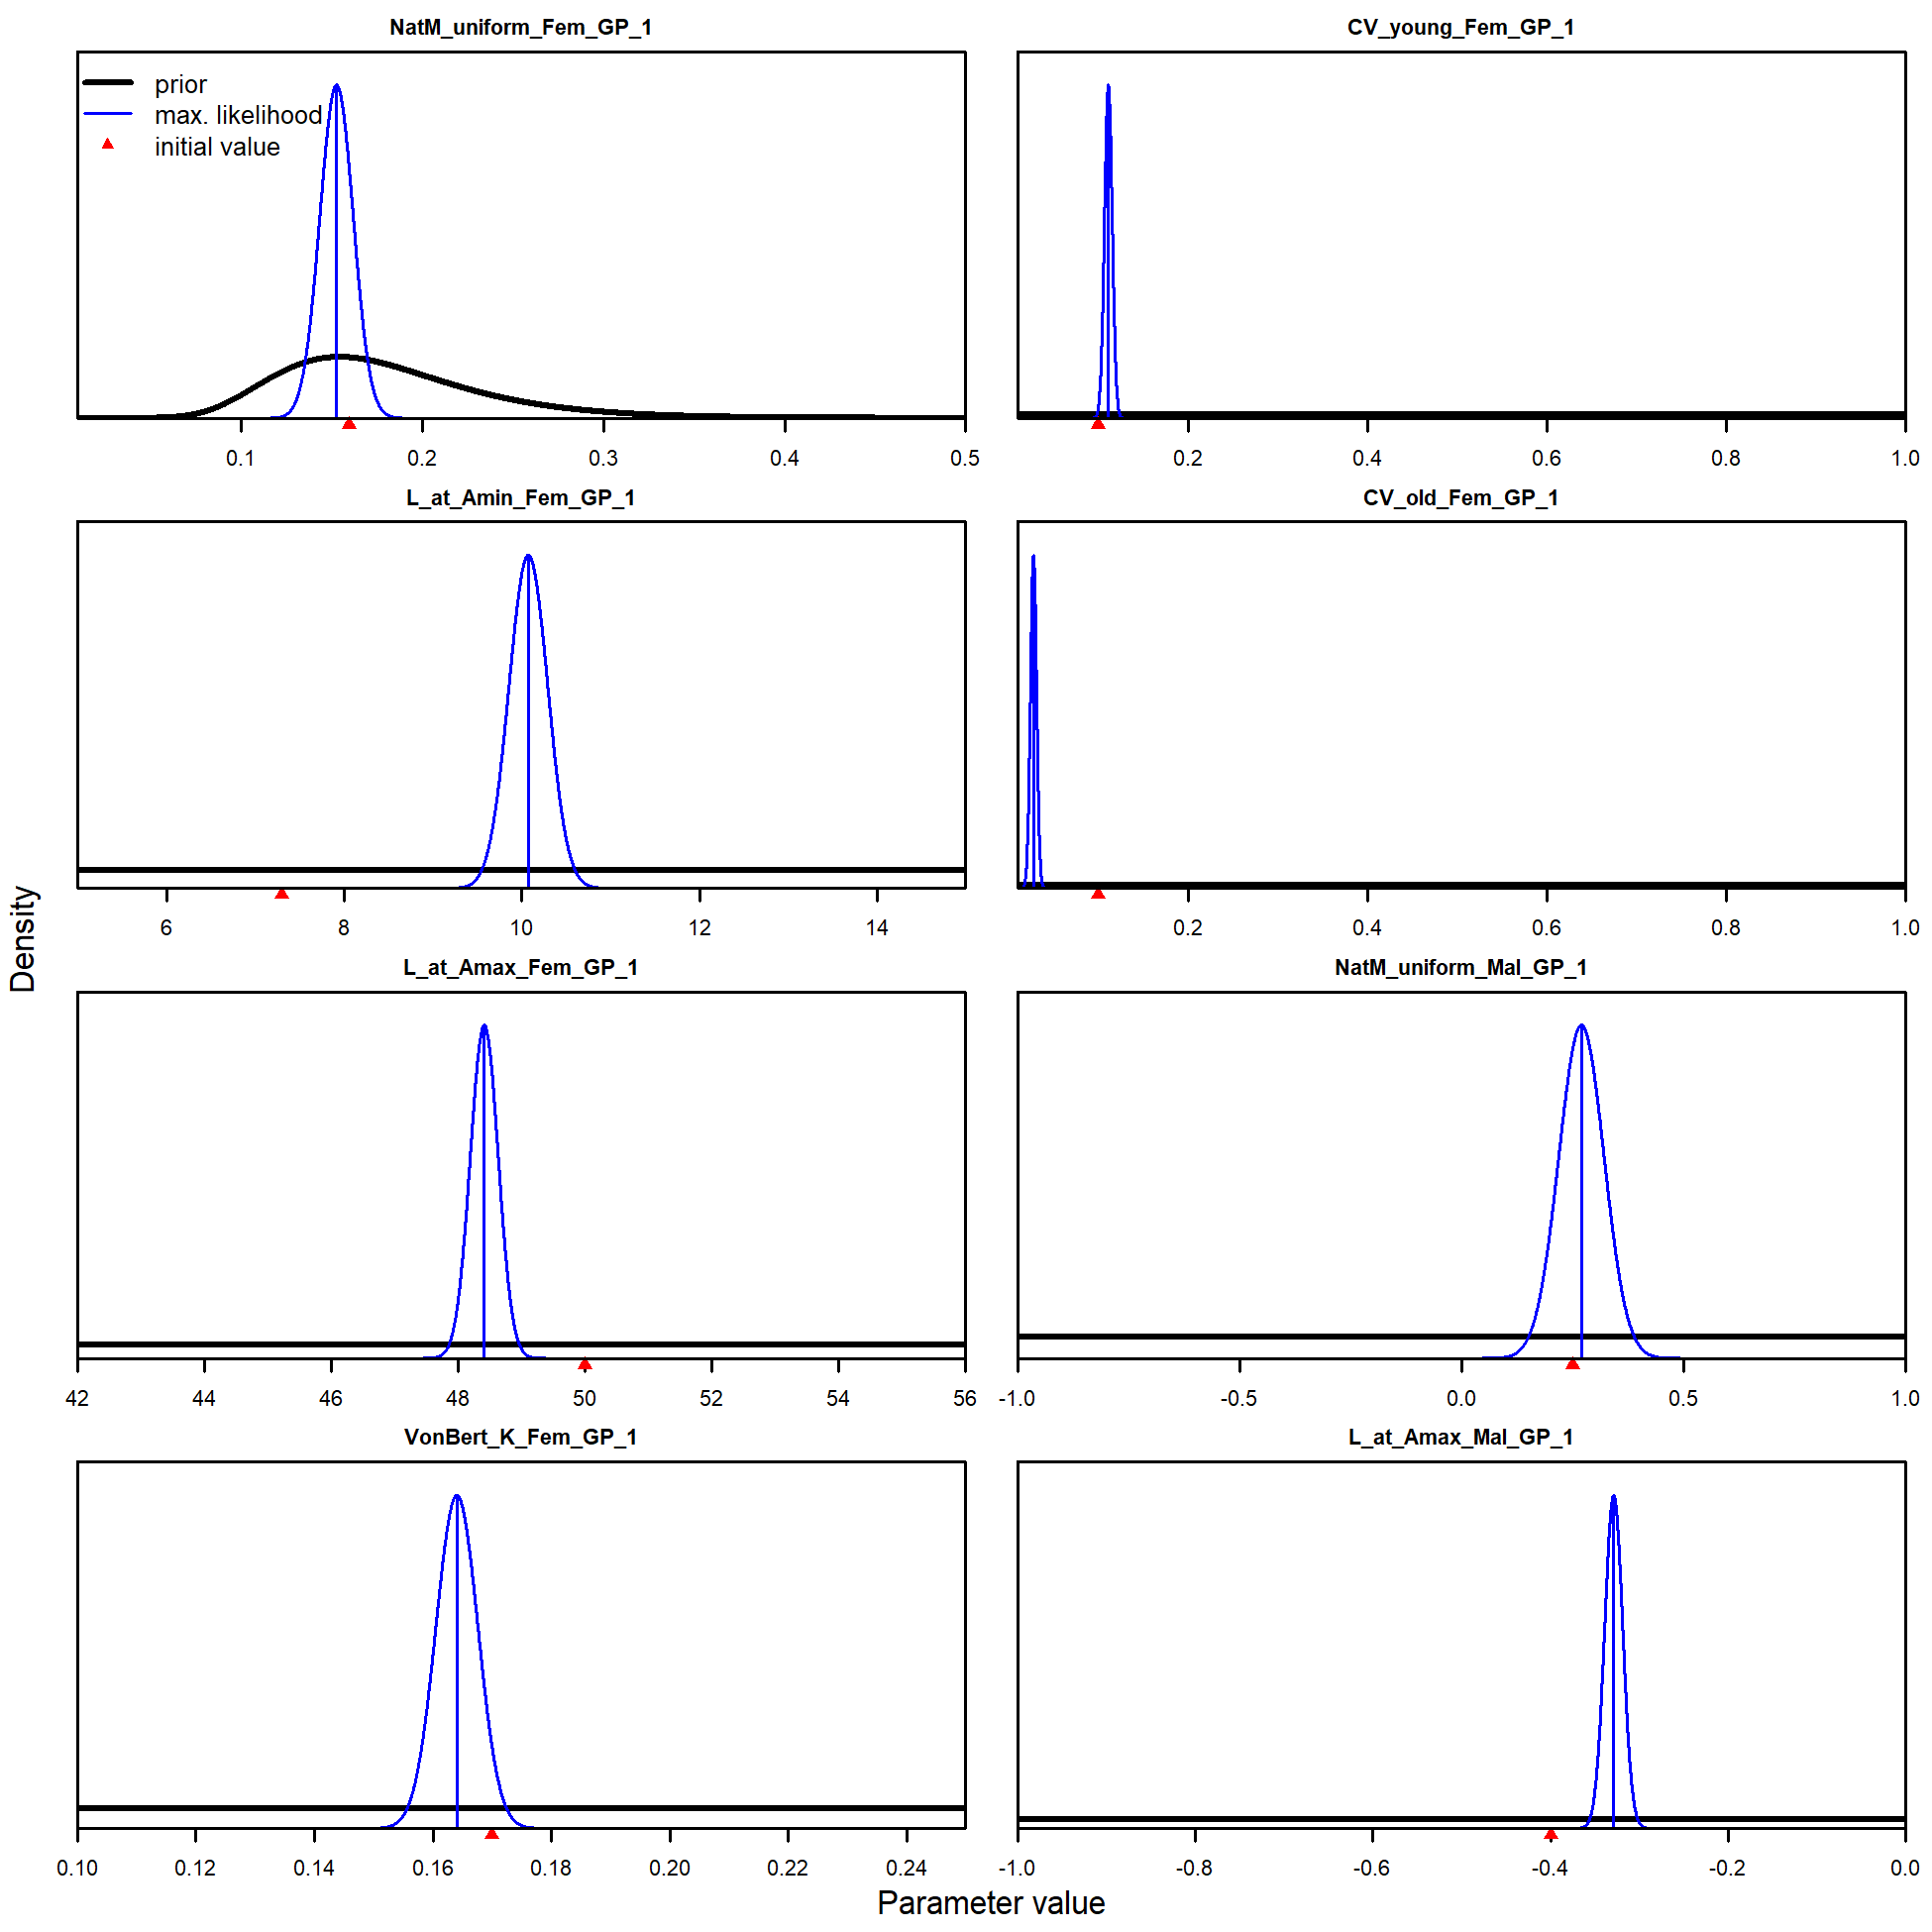 NatM_uniform_Fem_GP_1
prior
max. likelihood
initial value
0.1 0.2 0.3 0.4 0.5
CV_young_Fem_GP_1
0.2 0.4 0.6 0.8 1.0
L_at_Amin_Fem_GP_1
6 8 10 12 14
CV_old_Fem_GP_1
0.2 0.4 0.6 0.8 1.0
Density
L_at_Amax_Fem_GP_1
42 44 46 48 50 52 54 56
NatM_uniform_Mal_GP_1
-1.0 -0.5 0.0 0.5 1.0
VonBert_K_Fem_GP_1
0.10 0.12 0.14 0.16 0.18 0.20 0.22 0.24
L_at_Amax_Mal_GP_1
-1.0 -0.8 -0.6 -0.4 -0.2 0.0
Parameter value